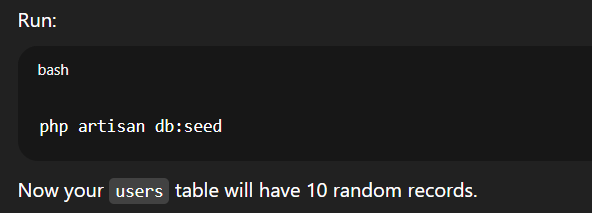 Run:
bash
php artisan db:seed
Now your users table will have 10 random records.